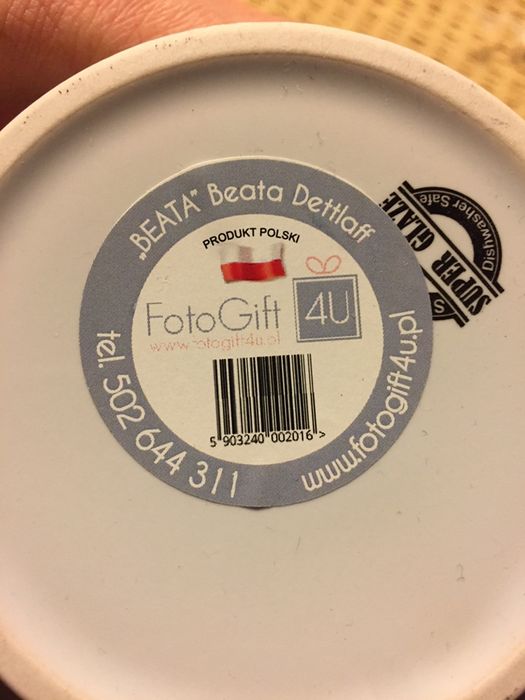 „BEATA” Beata Dettlaff
PRODUKT POLSKI
FotoGift 4U
www.fotogift4u.pl
5 903240 002016 >
tel. 502 644 311
www.fotogift4u.pl
SUPER GLAZE
Dishwasher Safe
S